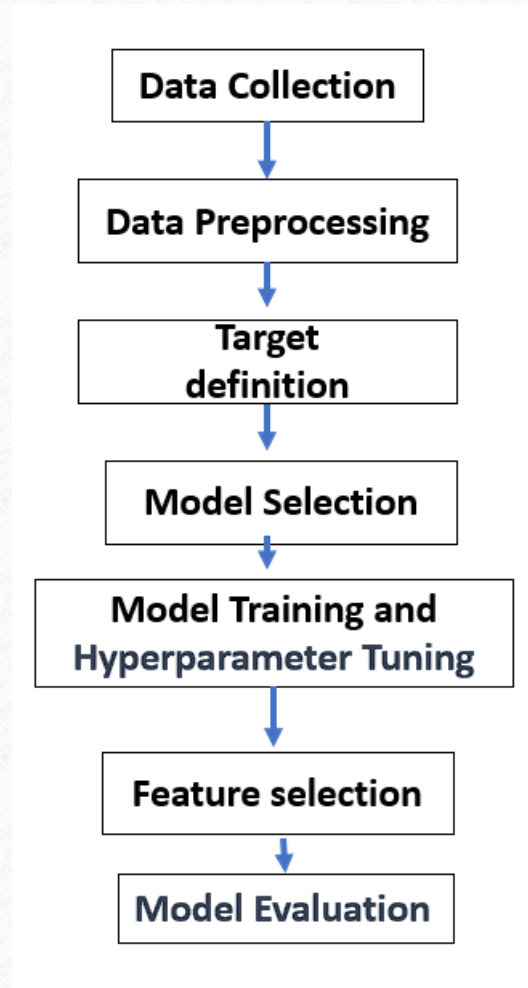 Data Collection
Data Preprocessing
Target
definition
Model Selection
Model Training and
Hyperparameter Tuning
Feature selection
Model Evaluation